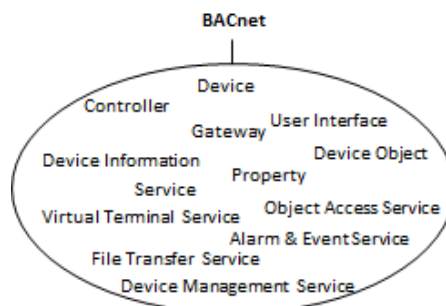 BACnet
Device
Controller
User Interface
Gateway
Device Object
Device Information
Property
Service
Object Access Service
Virtual Terminal Service
Alarm & Event Service
File Transfer Service
Device Management Service